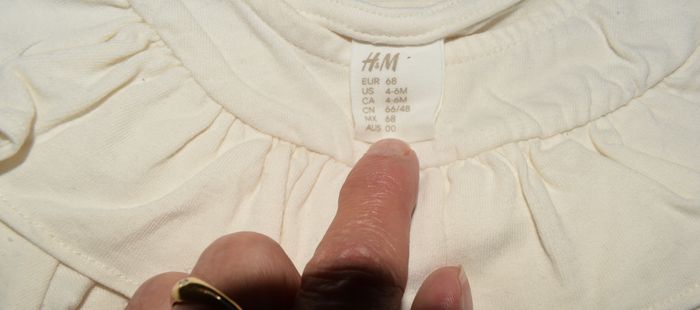 H&M
EUR 68
US 4-6M
CA 4-6M
CN 66/48
MX 68
AUS 00